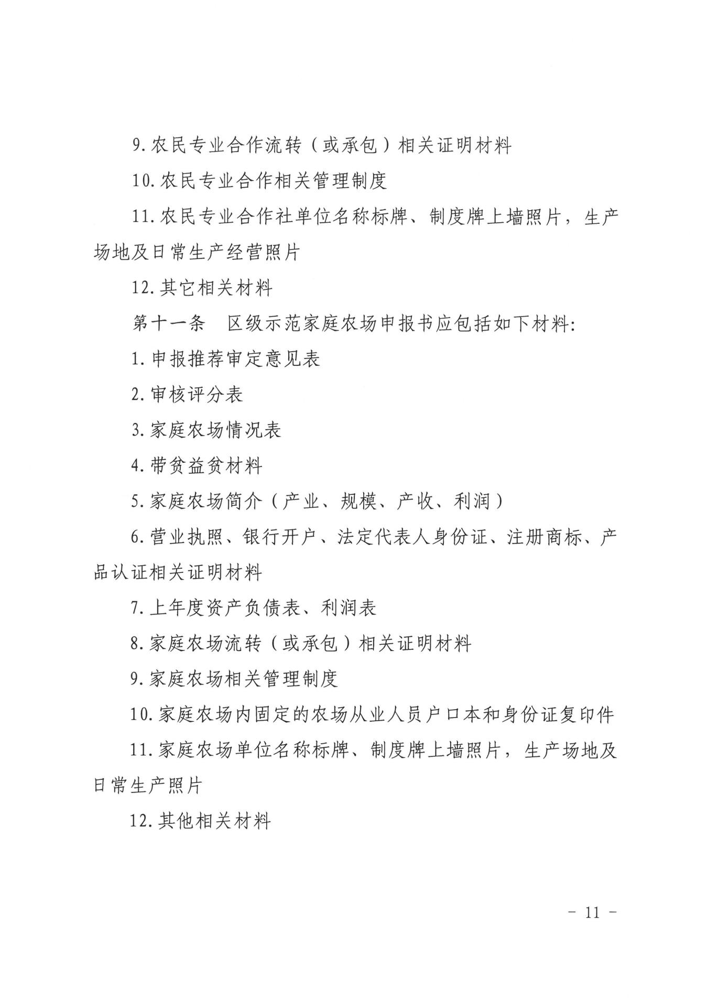 9.农民专业合作流转（或承包）相关证明材料
10.农民专业合作相关管理制度
11.农民专业合作社单位名称标牌、制度牌上墙照片，生产
场地及日常生产经营照片
12.其它相关材料
第十一条　区级示范家庭农场申报书应包括如下材料:
1.申报推荐审定意见表
2.审核评分表
3.家庭农场情况表
4.带贫益贫材料
5.家庭农场简介（产业、规模、产收、利润）
6.营业执照、银行开户、法定代表人身份证、注册商标、产
品认证相关证明材料
7.上年度资产负债表、利润表
8.家庭农场流转（或承包）相关证明材料
9.家庭农场相关管理制度
10.家庭农场内固定的农场从业人员户口本和身份证复印件
11.家庭农场单位名称标牌、制度牌上墙照片，生产场地及
日常生产照片
12.其他相关材料
- 11 -